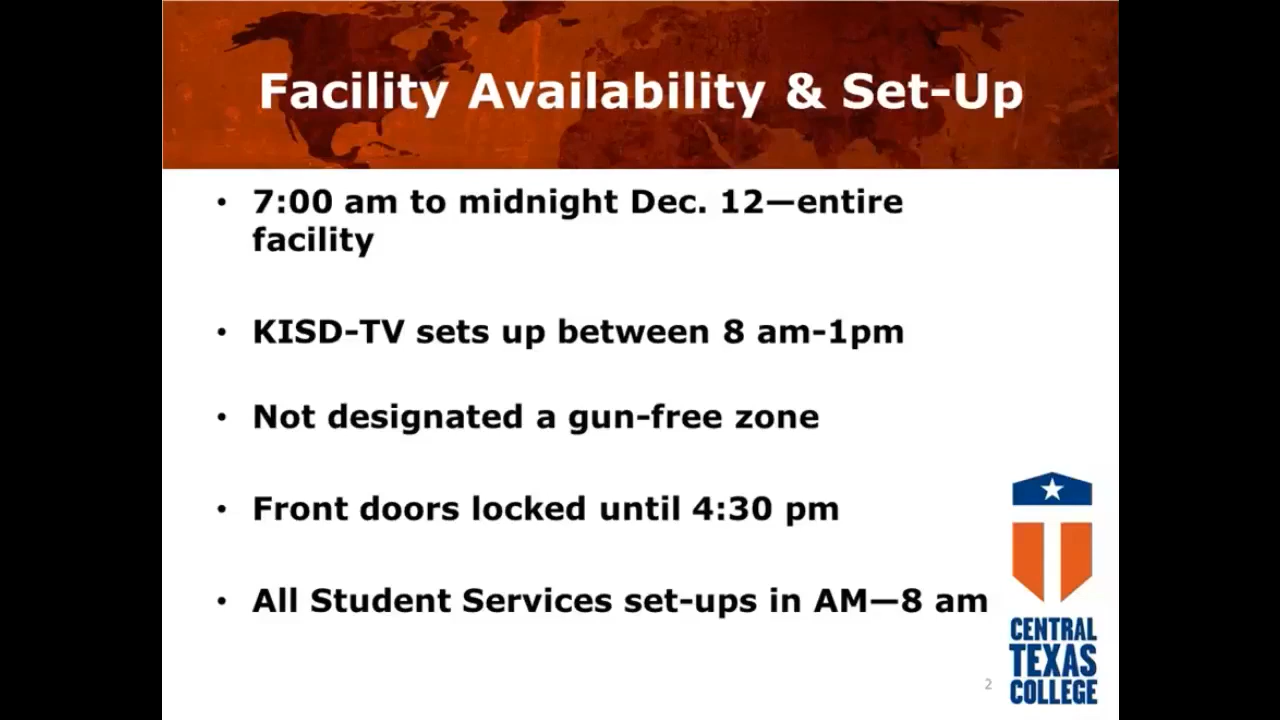 Facility Availability & Set-Up
• 7:00 am to midnight Dec. 12—entire
facility
• KISD-TV sets up between 8 am-1pm
• Not designated a gun-free zone
• Front doors locked until 4:30 pm
• All Student Services set-ups in AM—8 am
CENTRAL
TEXAS
COLLEGE
2